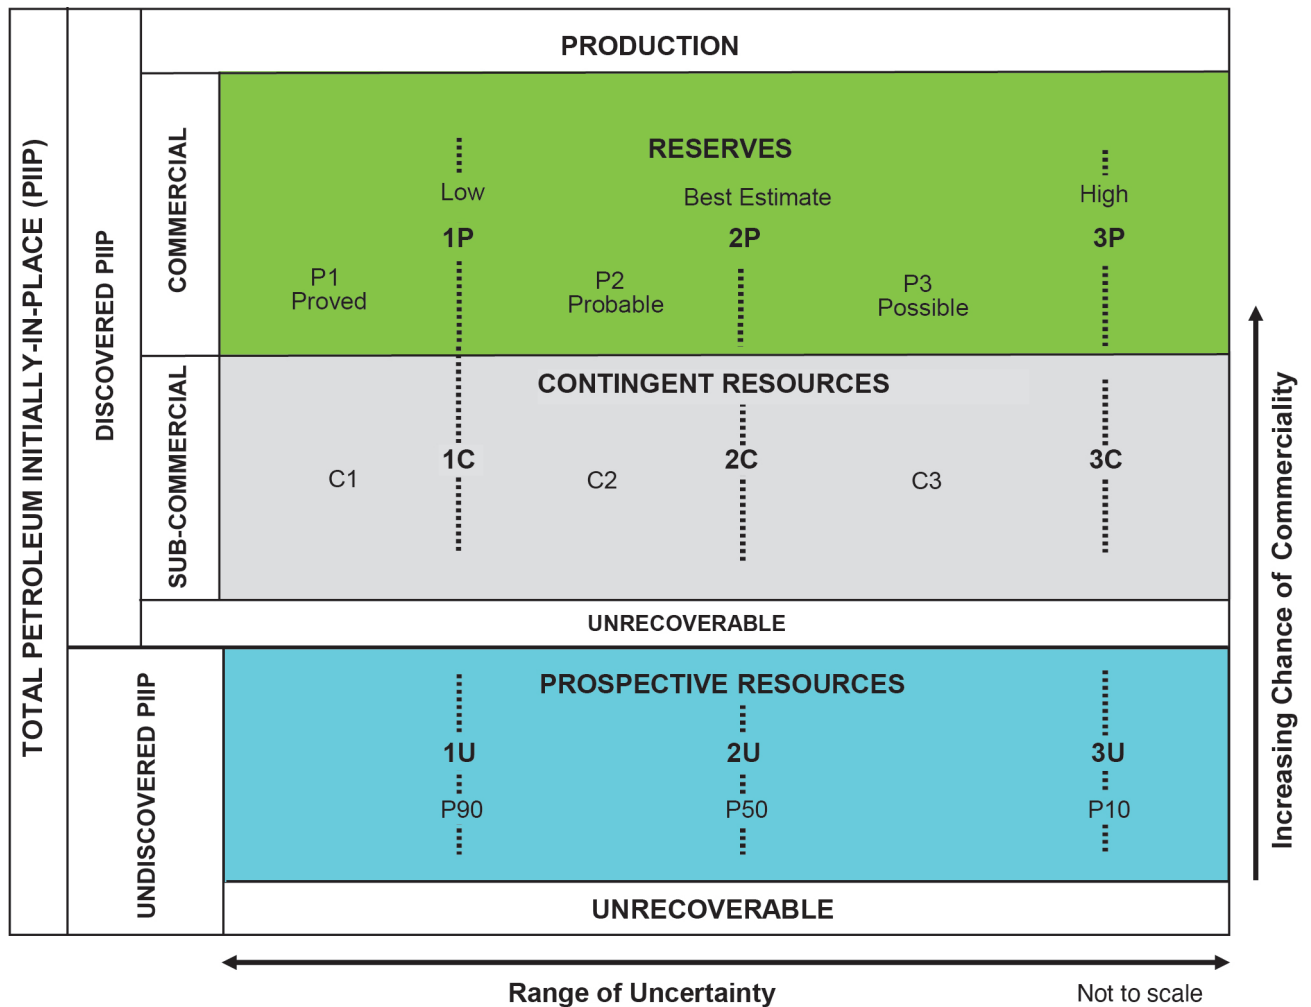 TOTAL PETROLEUM INITIALLY-IN-PLACE (PIIP)
DISCOVERED PIIP
PRODUCTION
COMMERCIAL
RESERVES
Low
Best Estimate
High
1P
2P
3P
P1
Proved
P2
Probable
P3
Possible
SUB-COMMERCIAL
CONTINGENT RESOURCES
1C
2C
3C
C1
C2
C3
UNRECOVERABLE
UNDISCOVERED PIIP
PROSPECTIVE RESOURCES
1U
2U
3U
P90
P50
P10
UNRECOVERABLE
Increasing Chance of Commerciality
Range of Uncertainty
Not to scale